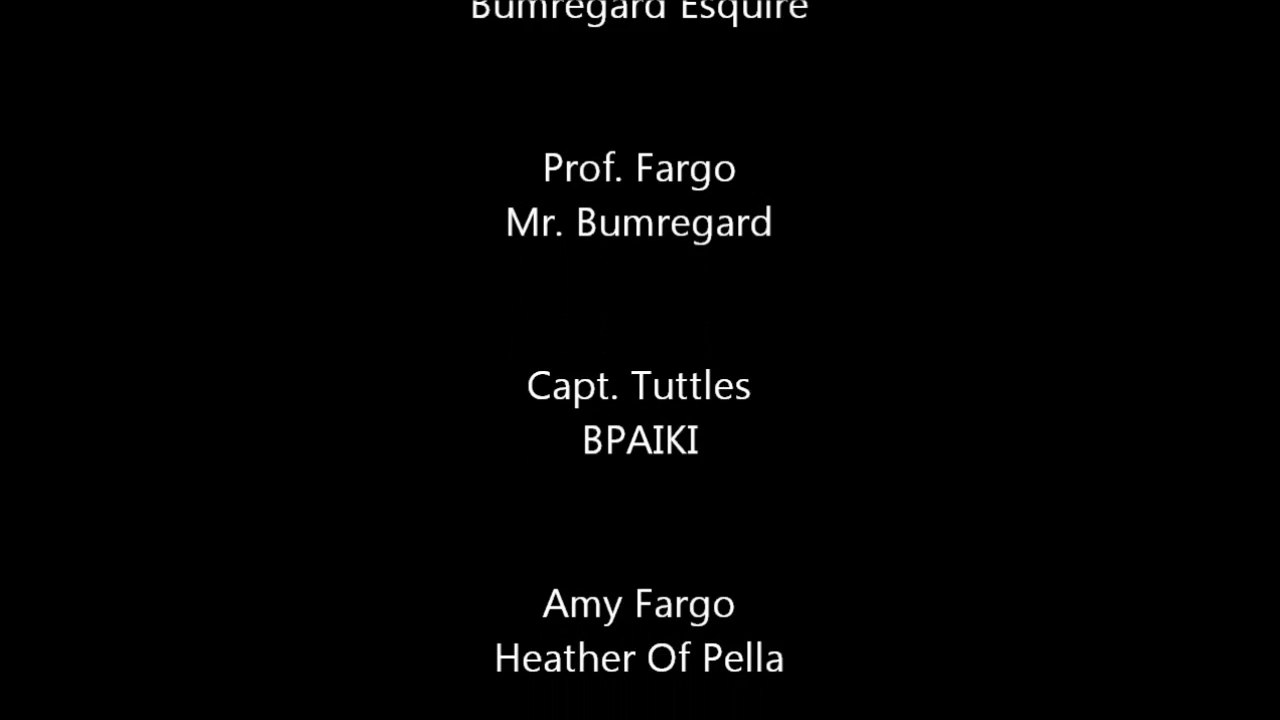 Bumregard Esquire
Prof. Fargo
Mr. Bumregard
Capt. Tuttles
BPAIKI
Amy Fargo
Heather Of Pella